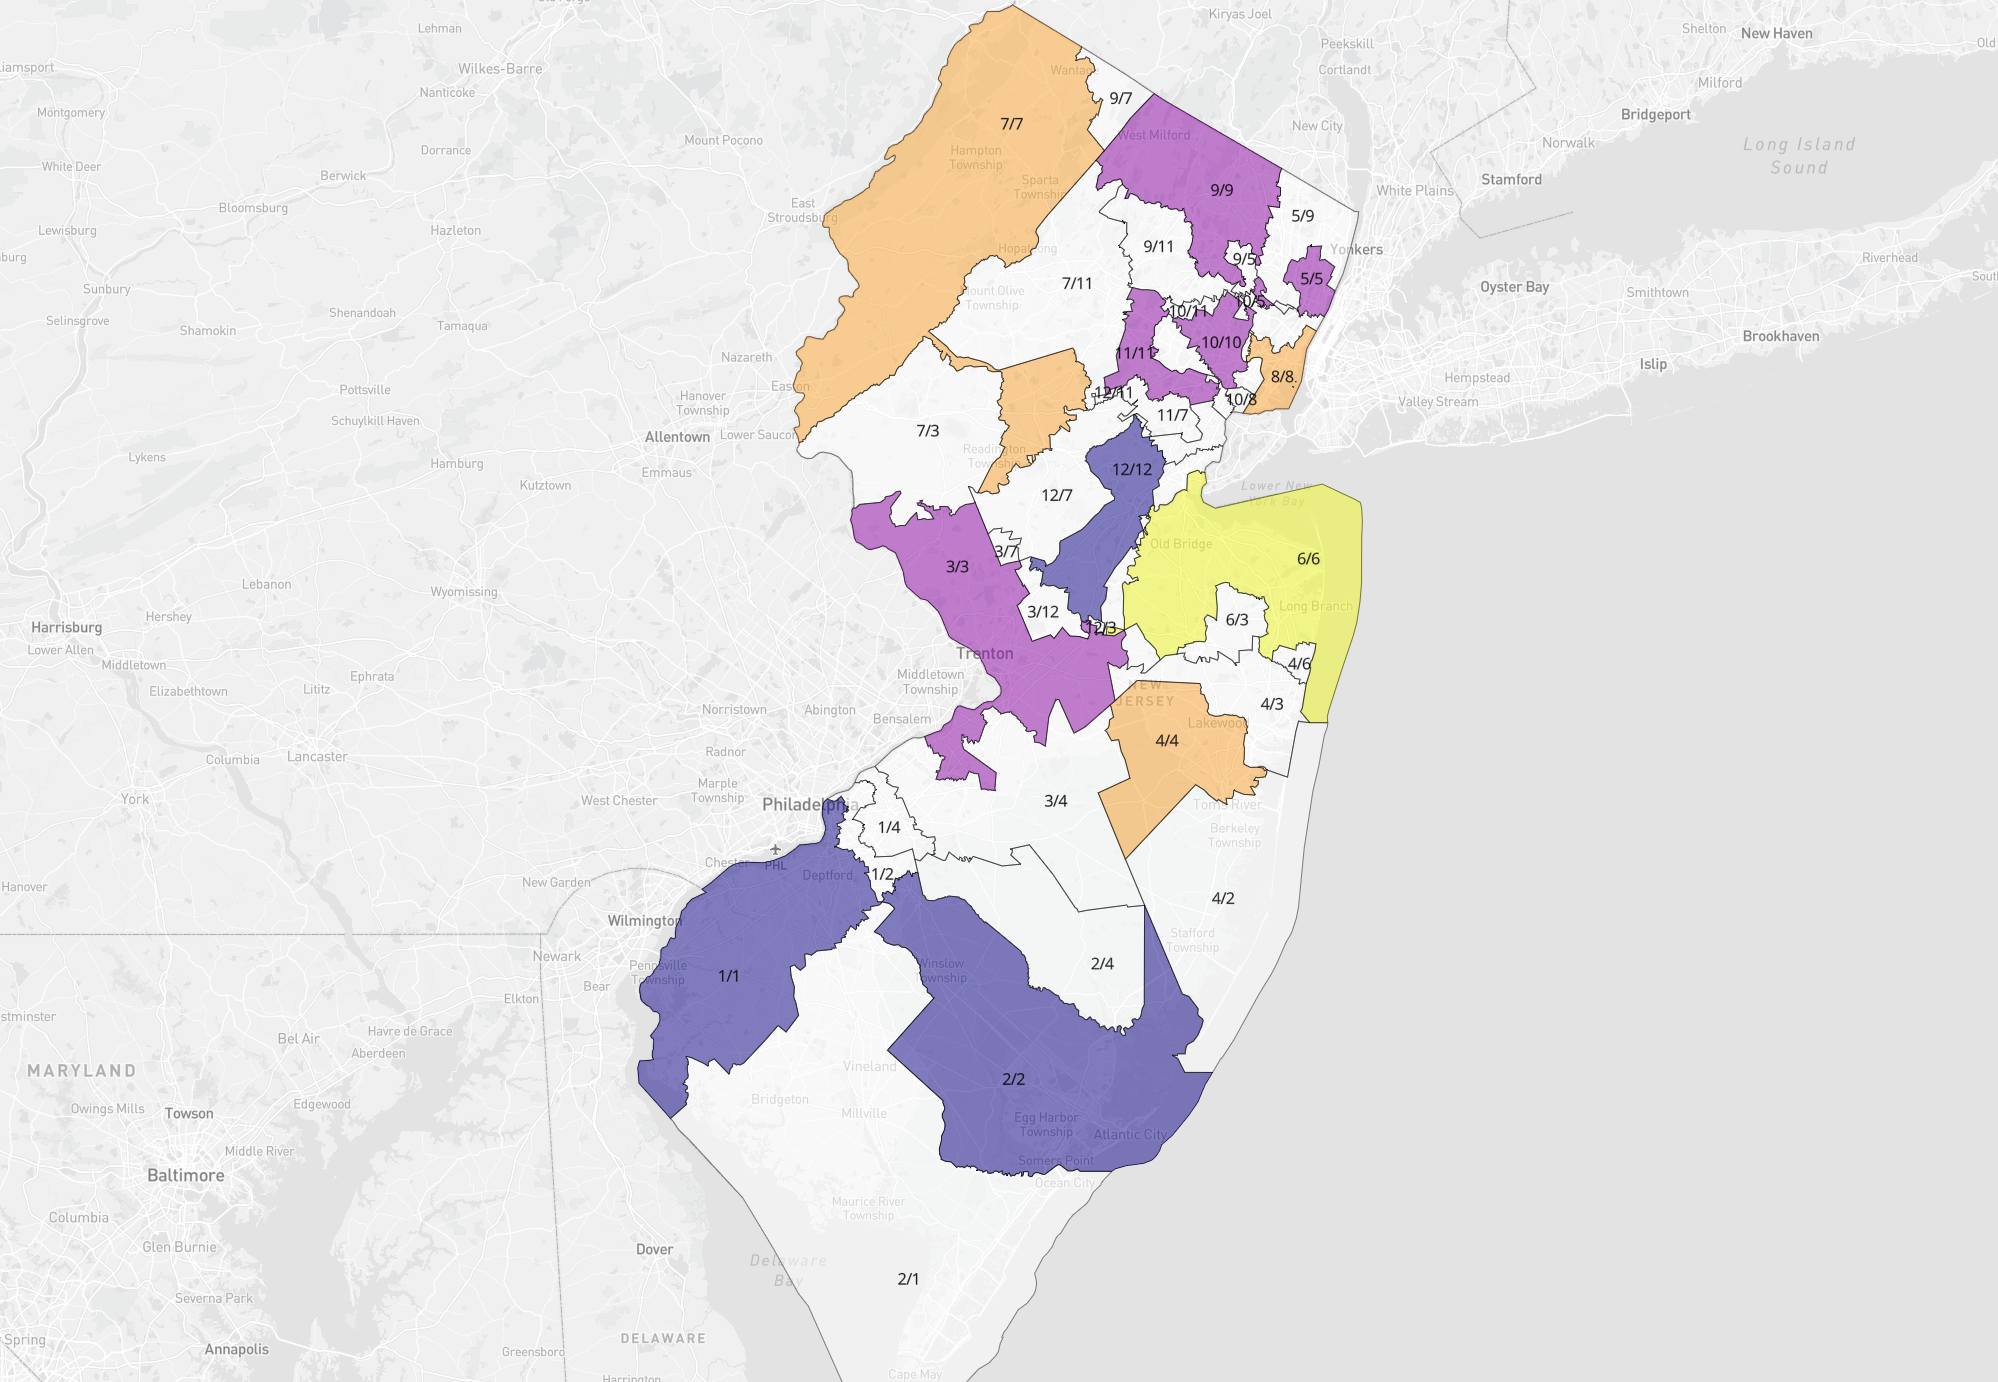 Lehman
Kiryas Joel
Shelton
New Haven
Old
Peekskill
Cortlandt
Milford
Wilkes-Barre
Wantage
Nanticoke
9/7
Bridgeport
Montgomery
7/7
New City
West Milford
Norwalk
Long Island
Sound
Mount Pocono
Dorrance
Hampton
Township
White Deer
Berwick
Sparta
Township
Stamford
White Plains
9/9
East
Stroudsburg
Bloomsburg
5/9
Lewisburg
Hazleton
Hopatcong
9/11
Yonkers
9/5
Riverhead
5/5
7/11
Sunbury
Oyster Bay
Smithtown
Mount Olive
Township
10/5
10/11
Shenandoah
Selinsgrove
Shamokin
Tamaqua
Brookhaven
10/10
11/11
Nazareth
Islip
8/8
Hempstead
Easton
Pottsville
12/11
Hanover
Township
10/8
Valley Stream
11/7
Schuylkill Haven
7/3
Allentown
Lower Saucon
Readington
Township
Lykens
Hamburg
Emmaus
12/12
Kutztown
Lower New
York Bay
12/7
Old Bridge
3/7
6/6
3/3
Lebanon
Wyomissing
Long Branch
3/12
Hershey
6/3
12/3
Harrisburg
Lower Allen
Trenton
Middletown
4/6
Ephrata
Middletown
Township
NEW
JERSEY
Elizabethtown
Lititz
4/3
Norristown
Abington
Bensalem
Lakewood
4/4
Radnor
Lancaster
Columbia
Marple
Township
York
West Chester
Philadelphia
3/4
Toms River
1/4
Berkeley
Township
Chester
PHL
Deptford
1/2
New Garden
Hanover
4/2
Wilmington
Stafford
Township
Newark
Pennsville
Township
Winslow
Township
2/4
1/1
Bear
Elkton
Havre de Grace
Bel Air
Aberdeen
MARYLAND
Vineland
2/2
Owings Mills
Towson
Edgewood
Bridgeton
Millville
Egg Harbor
Township
Atlantic City
Middle River
Somers Point
Baltimore
Ocean City
Maurice River
Township
Columbia
Glen Burnie
Dover
Delaware
Bay
2/1
Severna Park
DELAWARE
Annapolis
Greensboro
Cape May
Harrington